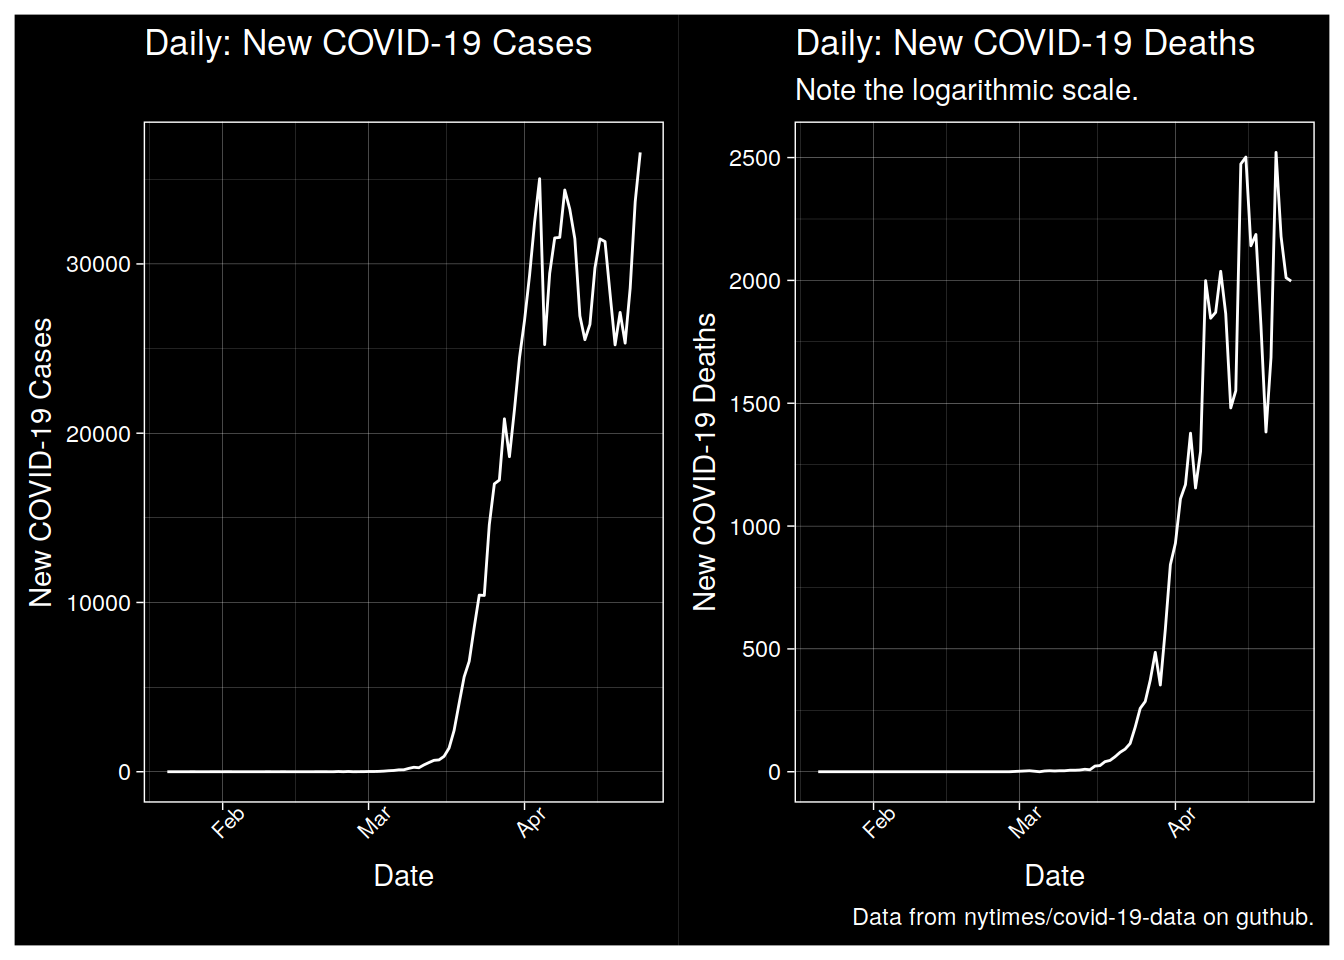 Daily: New COVID-19 Cases
New COVID-19 Cases
30000
20000
10000
0
Feb
Mar
Apr
Date
Daily: New COVID-19 Deaths
Note the logarithmic scale.
New COVID-19 Deaths
2500
2000
1500
1000
500
0
Feb
Mar
Apr
Date
Data from nytimes/covid-19-data on guthub.